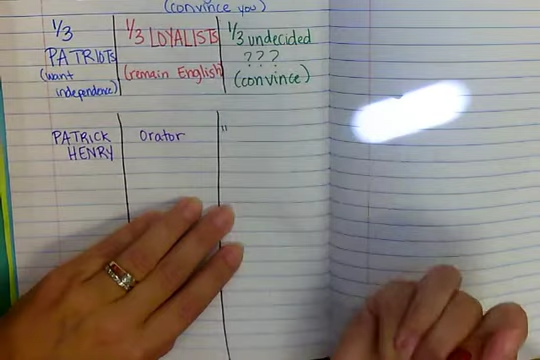 (convince you)
1/3 1/3 LOYALISTS 1/3 undecided
PATRIOTS ???
(want (remain English) (convince)
independence)
PATRICK Orator "
HENRY